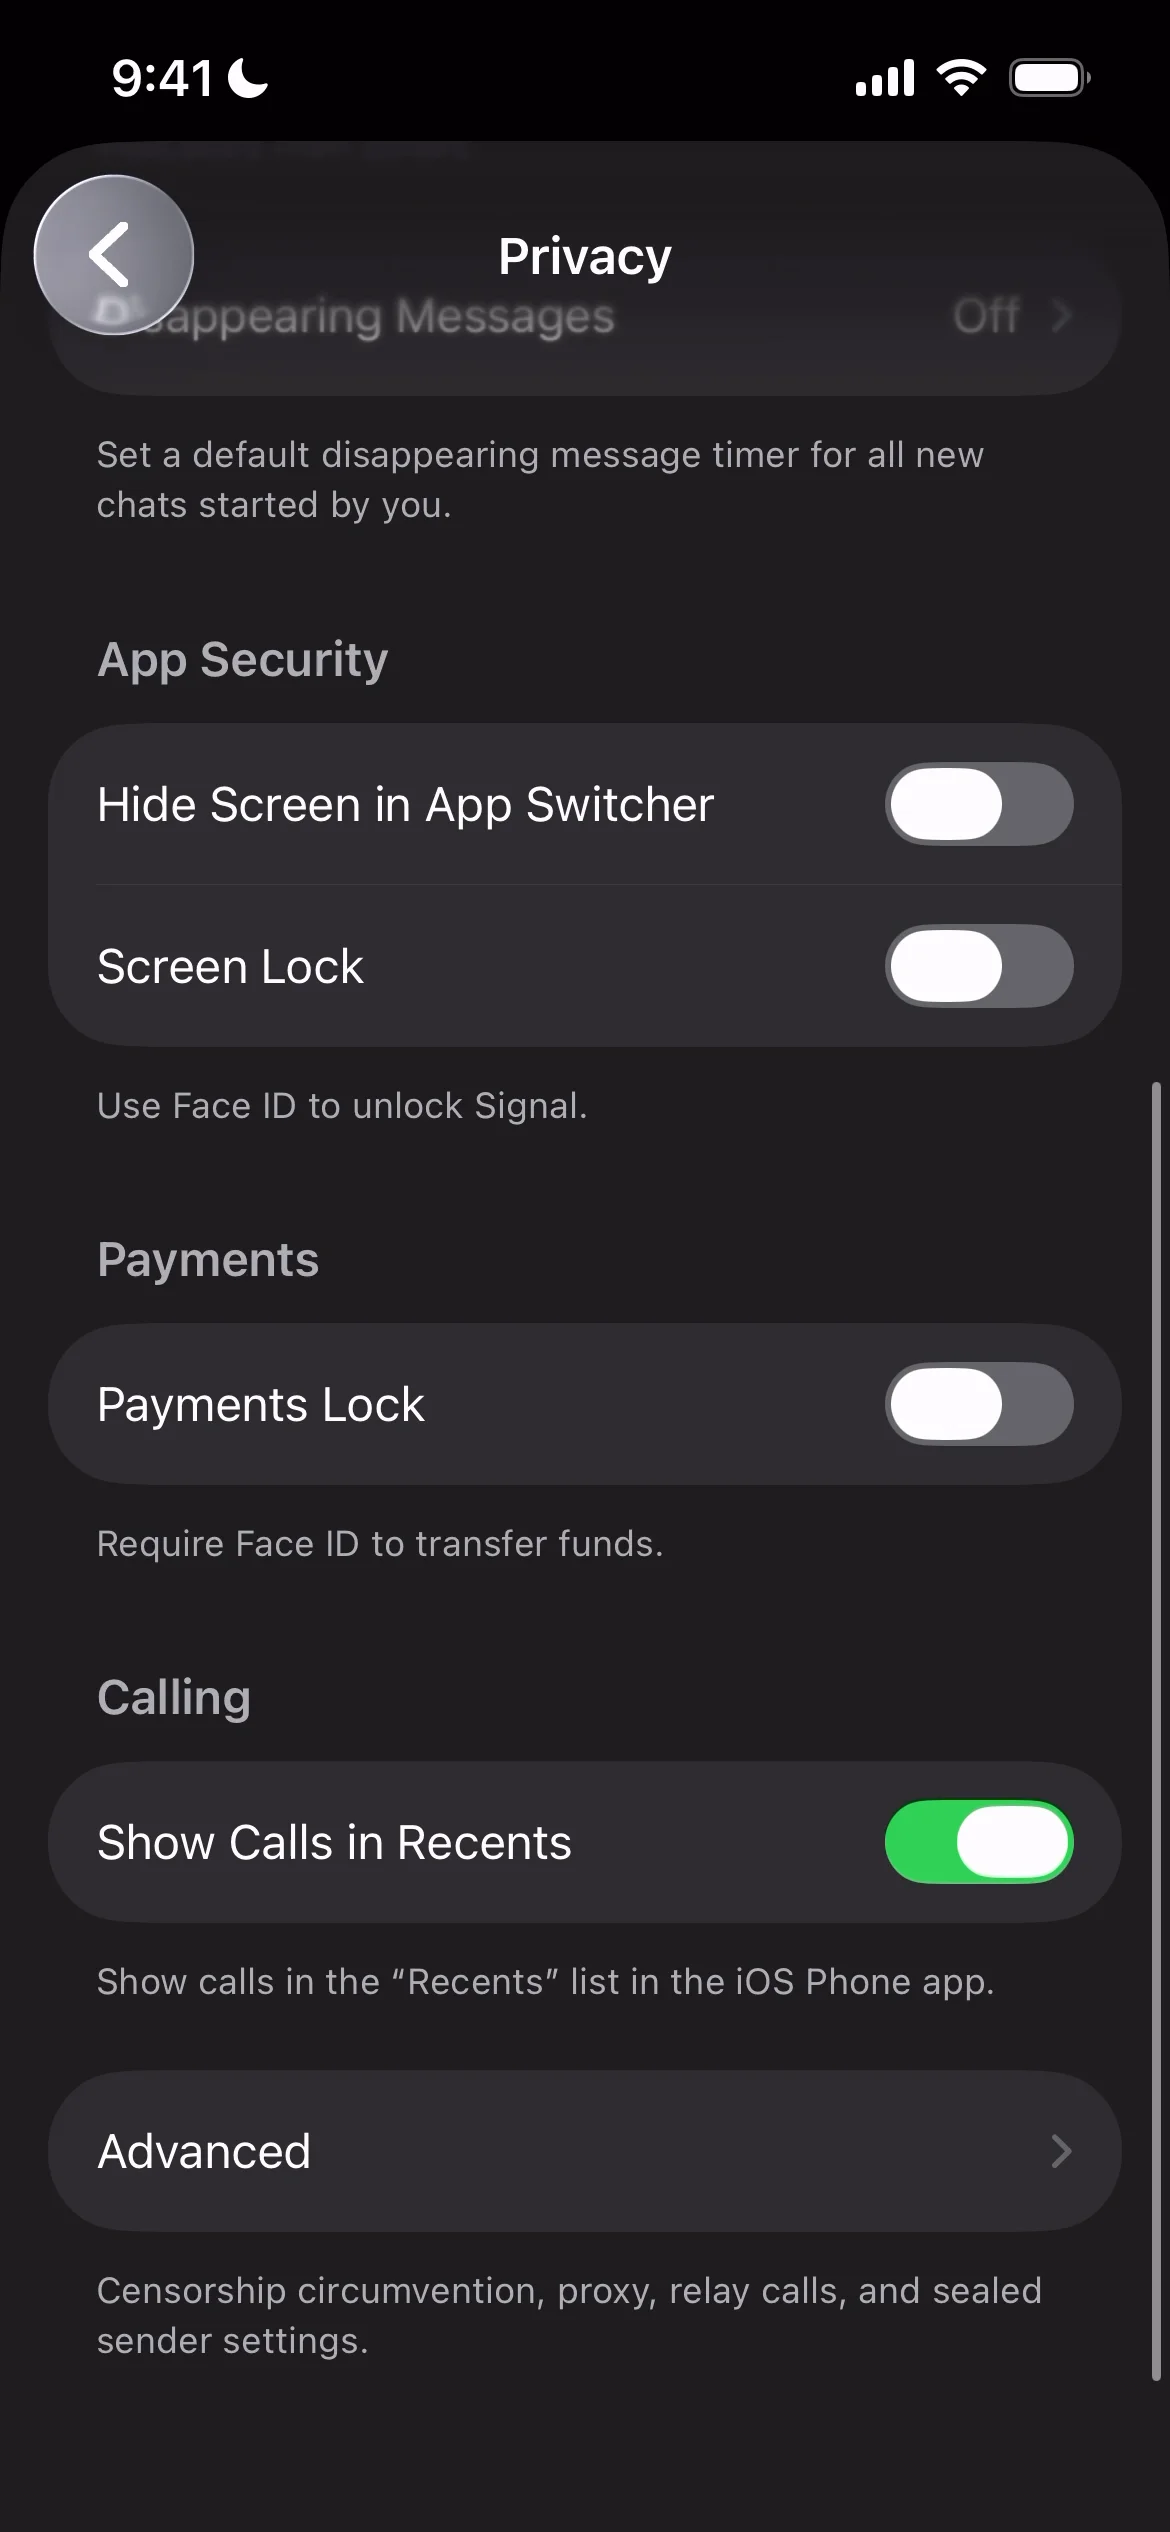 9:41
Privacy
Disappearing Messages Off
Set a default disappearing message timer for all new
chats started by you.
App Security
Hide Screen in App Switcher
Screen Lock
Use Face ID to unlock Signal.
Payments
Payments Lock
Require Face ID to transfer funds.
Calling
Show Calls in Recents
Show calls in the “Recents” list in the iOS Phone app.
Advanced
Censorship circumvention, proxy, relay calls, and sealed
sender settings.